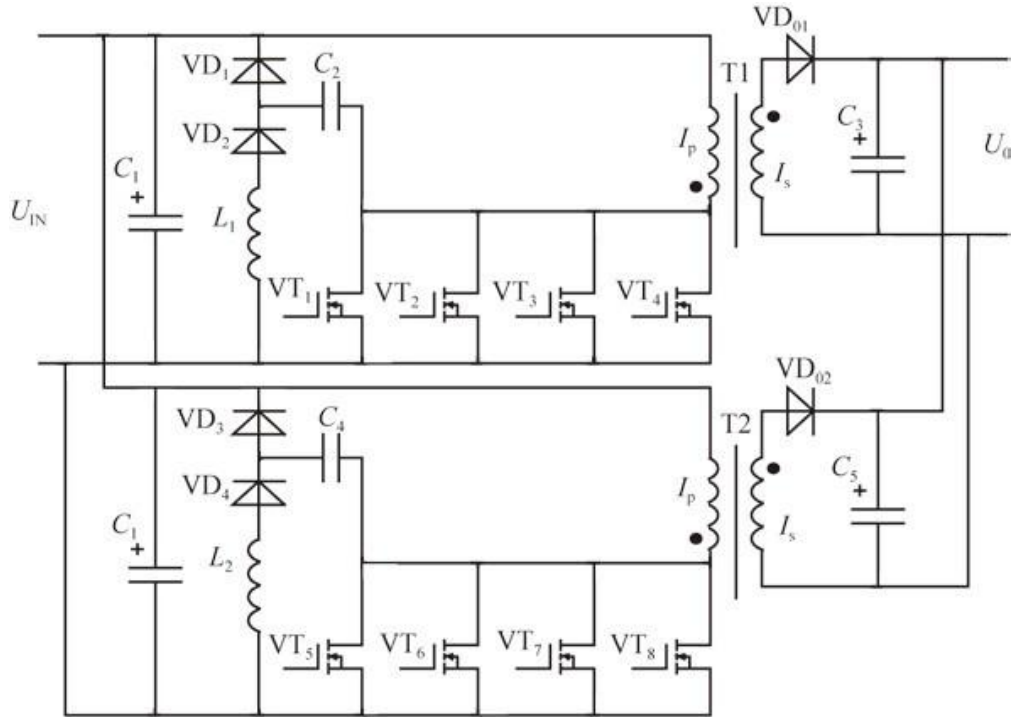 VD₀₁
VD₁
C₂
T1
VD₂
C₃
+
U₀
Iₚ
C₁
+
Iₛ
U_IN
L₁
VT₁
VT₂
VT₃
VT₄
VD₀₂
VD₃
C₄
T2
VD₄
C₅
+
Iₚ
C₁
+
Iₛ
L₂
VT₅
VT₆
VT₇
VT₈